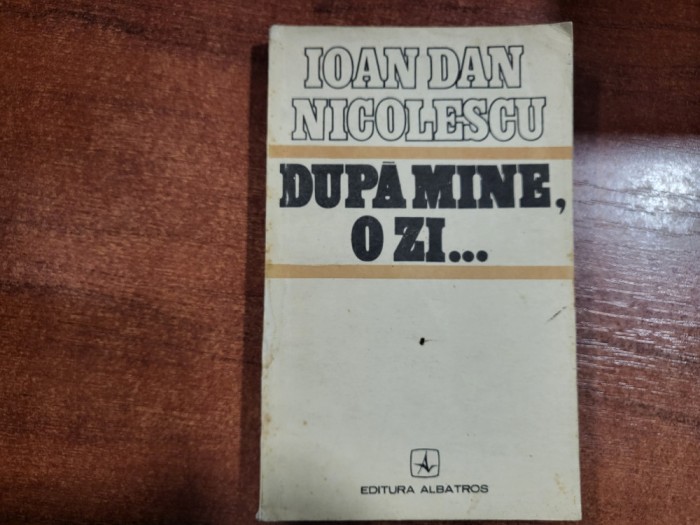 IOAN DAN
NICOLESCU
DUPĂ MINE,
O ZI...
EDITURA ALBATROS